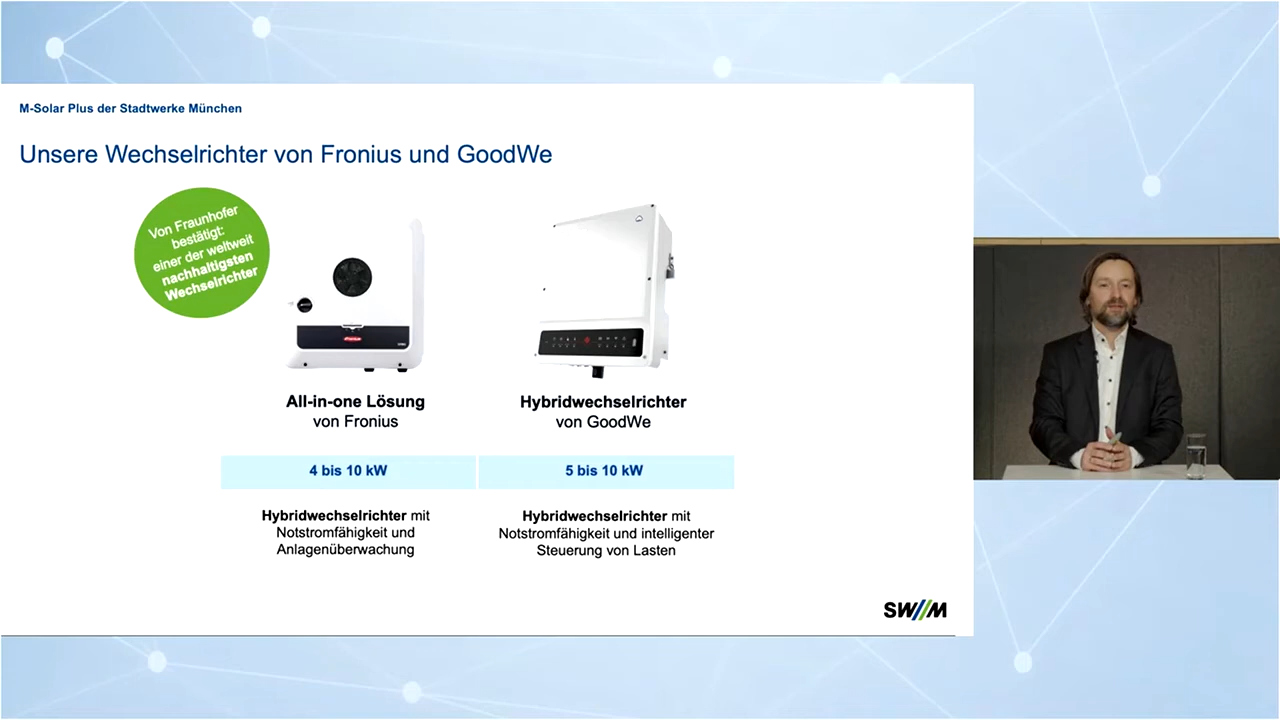 M-Solar Plus der Stadtwerke München
Unsere Wechselrichter von Fronius und GoodWe
Von Fraunhofer
bestätigt:
einer der weltweit
nachhaltigsten
Wechselrichter
Fronius
All-in-one Lösung
von Fronius
Hybridwechselrichter
von GoodWe
4 bis 10 kW
5 bis 10 kW
Hybridwechselrichter mit
Notstromfähigkeit und
Anlagenüberwachung
Hybridwechselrichter mit
Notstromfähigkeit und intelligenter
Steuerung von Lasten
SW//M